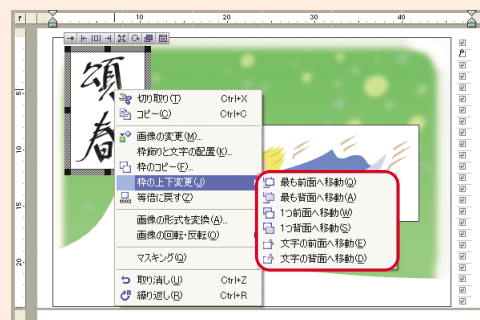 r
10
20
30
40
5
10
15
20
頌春
切り取り(T) Ctrl+X
コピー(C) Ctrl+C
画像の変更(M)...
枠飾りと文字の配置(K)...
枠のコピー(F)...
枠の上下変更(J)
等倍に戻す(Z)
画像の形式を変換(A)...
画像の回転・反転(O)
マスキング(Q)
取り消し(U) Ctrl+Z
繰り返し(R) Ctrl+R
最も前面へ移動(Q)
最も背面へ移動(A)
1つ前面へ移動(W)
1つ背面へ移動(S)
文字の前面へ移動(E)
文字の背面へ移動(D)